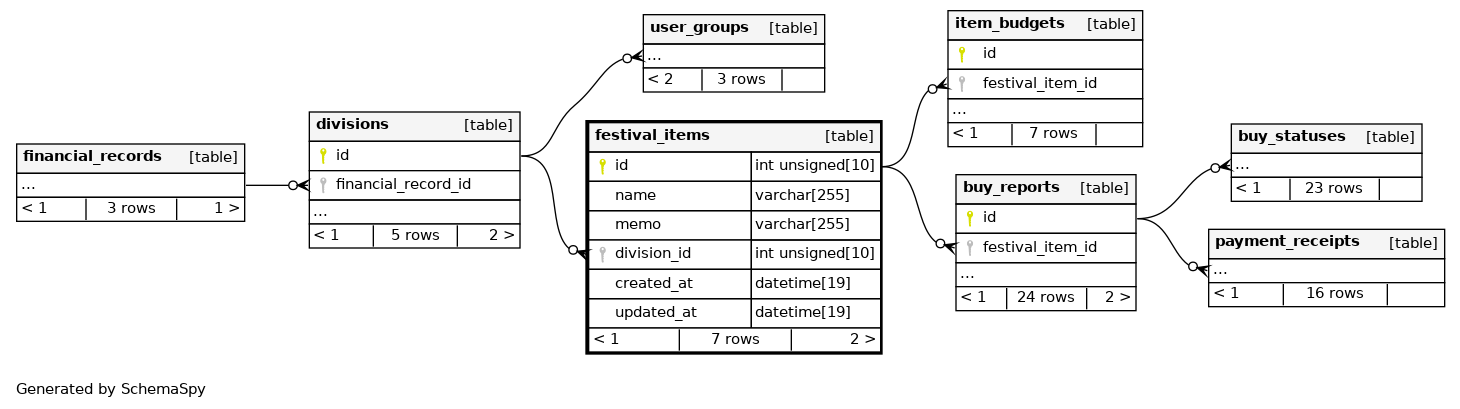 financial_records [table]
...
< 1 3 rows 1 >
divisions [table]
id
financial_record_id
...
< 1 5 rows 2 >
user_groups [table]
...
< 2 3 rows
festival_items [table]
id int unsigned[10]
name varchar[255]
memo varchar[255]
division_id int unsigned[10]
created_at datetime[19]
updated_at datetime[19]
< 1 7 rows 2 >
item_budgets [table]
id
festival_item_id
...
< 1 7 rows
buy_reports [table]
id
festival_item_id
...
< 1 24 rows 2 >
buy_statuses [table]
...
< 1 23 rows
payment_receipts [table]
...
< 1 16 rows
Generated by SchemaSpy